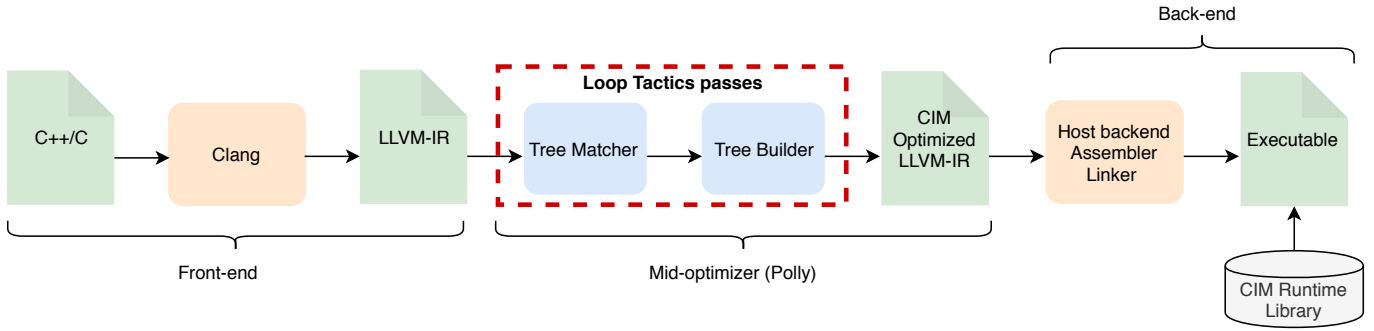 Back-end
Loop Tactics passes
C++/C
Clang
LLVM-IR
Tree Matcher
Tree Builder
CIM
Optimized
LLVM-IR
Host backend
Assembler
Linker
Executable
Front-end
Mid-optimizer (Polly)
CIM Runtime
Library